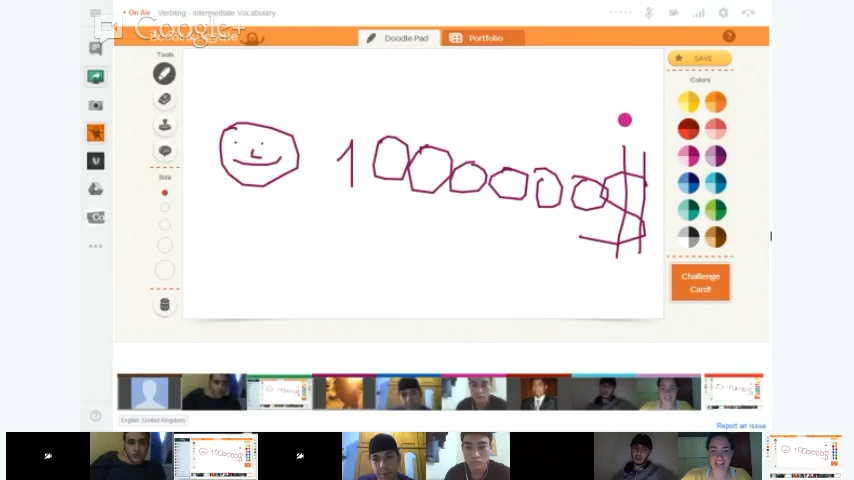 On Air Verbling - Intermediate Vocabulary
Google+
Doodle Pad Portfolio ?
Tools
SAVE
Colors
1000000$
Size
Challenge
Card!
English (United Kingdom)
Report an issue